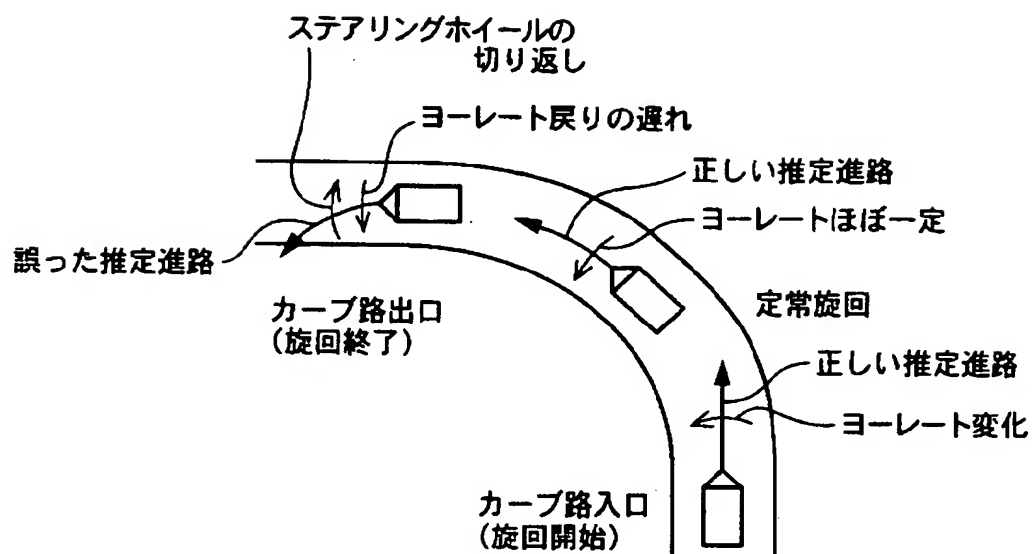 ステアリングホイールの
切り返し
ヨーレート戻りの遅れ
正しい推定進路
ヨーレートほぼ一定
誤った推定進路
カーブ路出口
(旋回終了)
定常旋回
正しい推定進路
ヨーレート変化
カーブ路入口
(旋回開始)